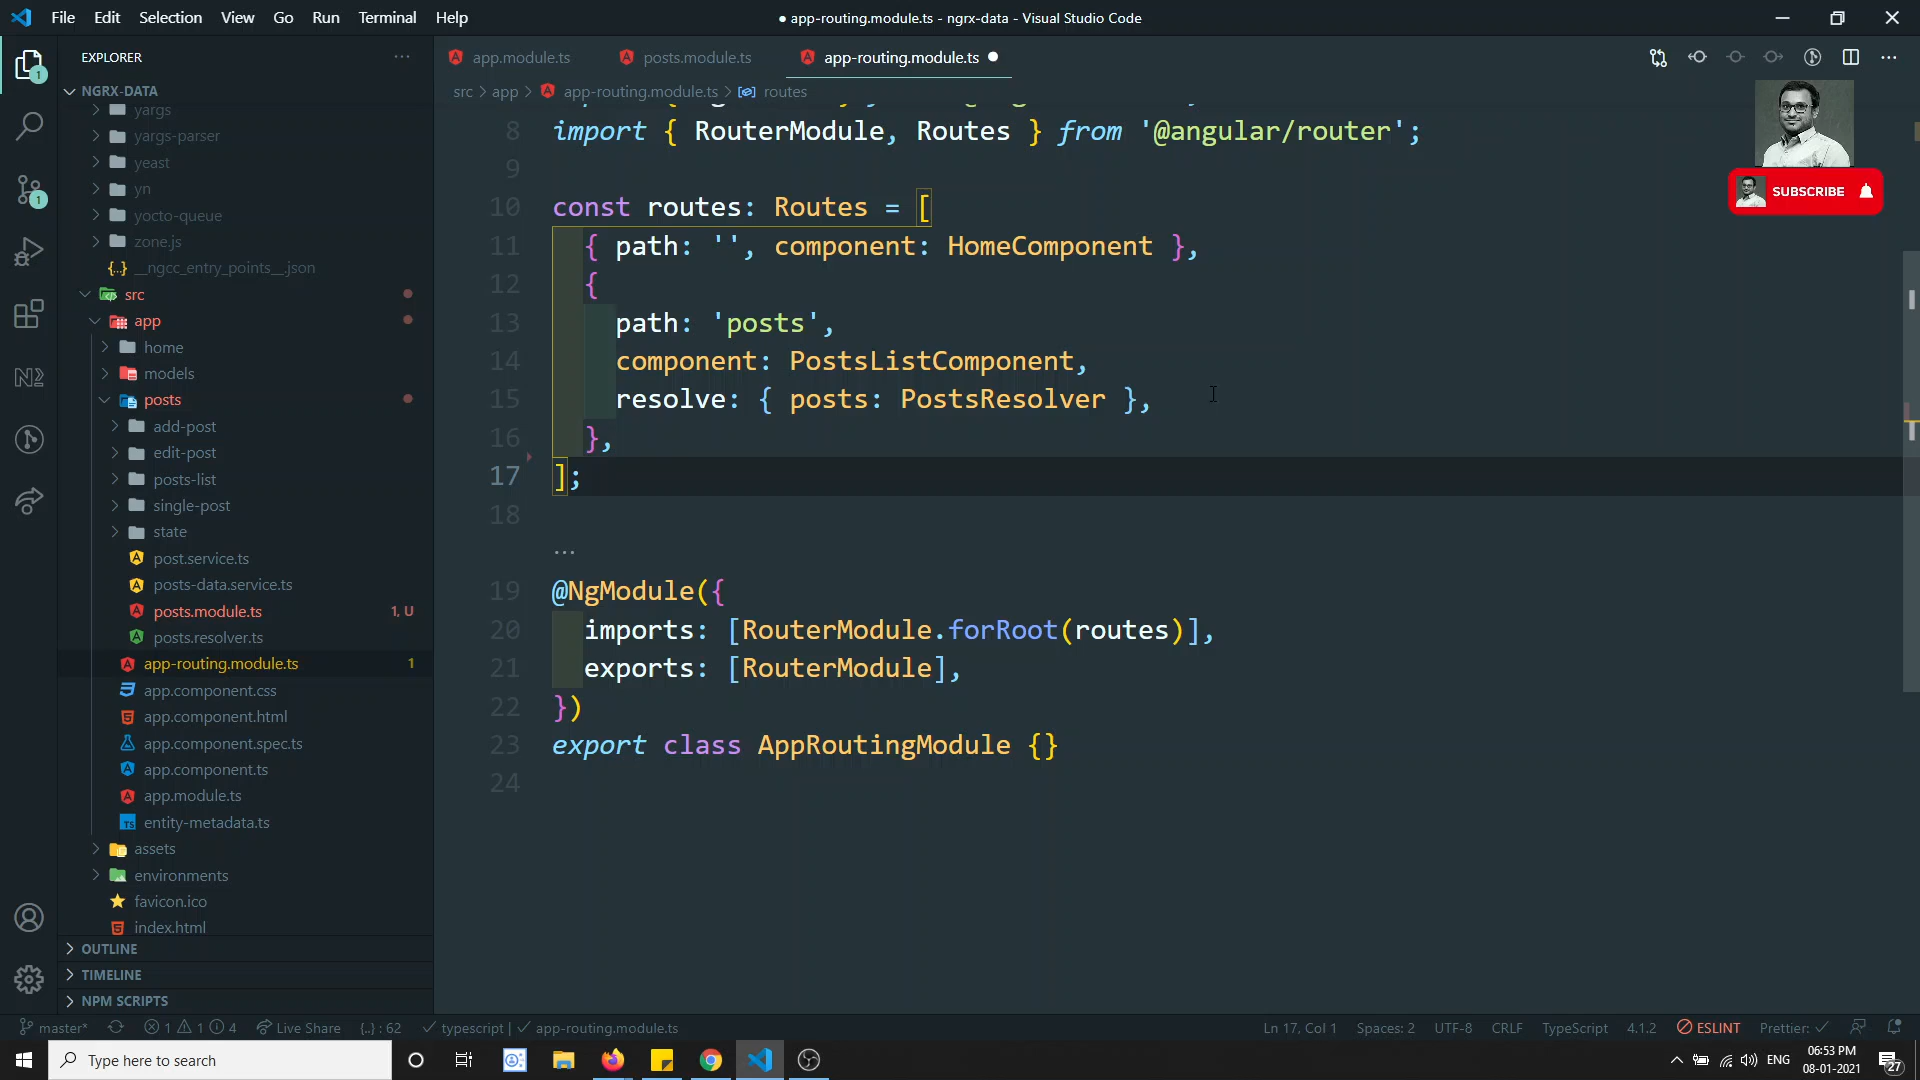 File Edit Selection View Go Run Terminal Help
● app-routing.module.ts - ngrx-data - Visual Studio Code
EXPLORER ...
app.module.ts
posts.module.ts
app-routing.module.ts ●
NGRX-DATA
src > app > app-routing.module.ts > routes
yargs
yargs-parser
yeast
yn
yocto-queue
zone.js
{..} __ngcc_entry_points__.json
src
app
home
models
posts
add-post
edit-post
posts-list
single-post
state
post.service.ts
posts-data.service.ts
posts.module.ts 1, U
posts.resolver.ts
app-routing.module.ts 1
app.component.css
app.component.html
app.component.spec.ts
app.component.ts
app.module.ts
entity-metadata.ts
assets
environments
favicon.ico
index.html
OUTLINE
TIMELINE
NPM SCRIPTS
8 import { RouterModule, Routes } from '@angular/router';
9
10 const routes: Routes = [
11 { path: '', component: HomeComponent },
12 {
13 path: 'posts',
14 component: PostsListComponent,
15 resolve: { posts: PostsResolver },
16 },
17 ];
18
...
19 @NgModule({
20 imports: [RouterModule.forRoot(routes)],
21 exports: [RouterModule],
22 })
23 export class AppRoutingModule {}
24
SUBSCRIBE
1
1
master* 1 1 4 Live Share {..} : 62 typescript | app-routing.module.ts
Ln 17, Col 1 Spaces: 2 UTF-8 CRLF TypeScript 4.1.2 ESLINT Prettier: ✓
Type here to search
ENG
06:53 PM
08-01-2021
27